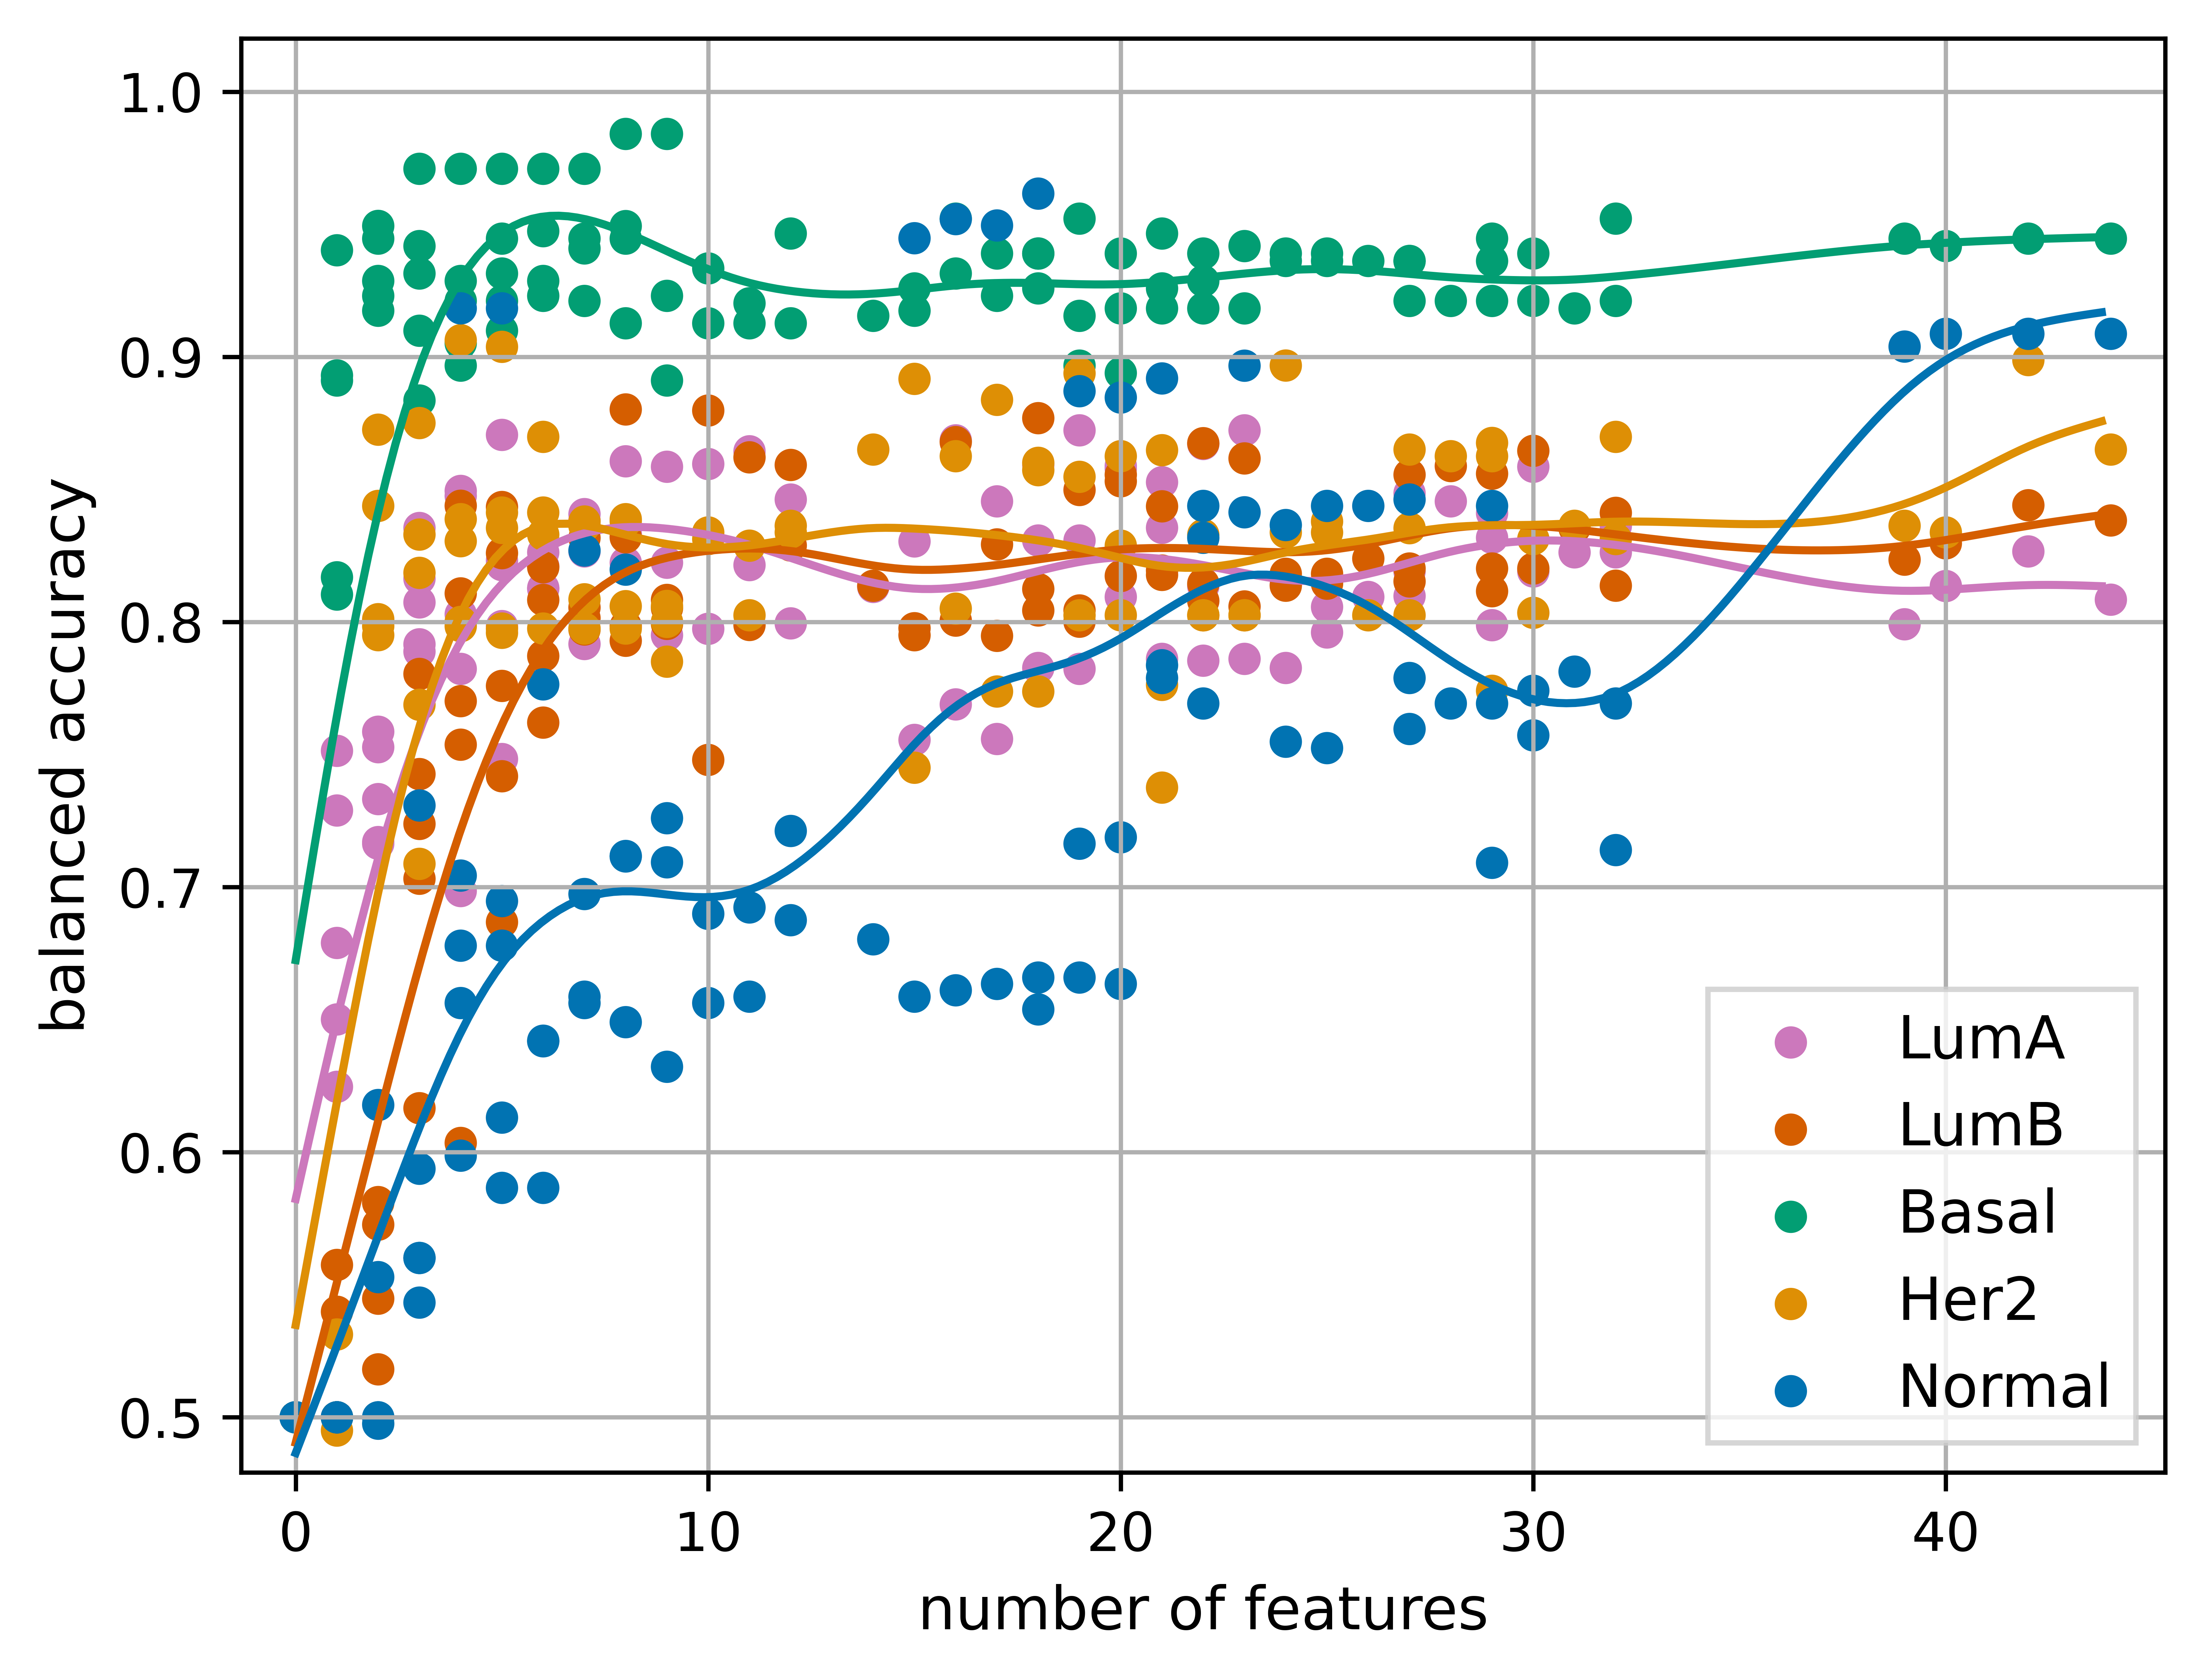 1.0
0.9
0.8
0.7
0.6
0.5
balanced accuracy
0 10 20 30 40
number of features
LumA
LumB
Basal
Her2
Normal